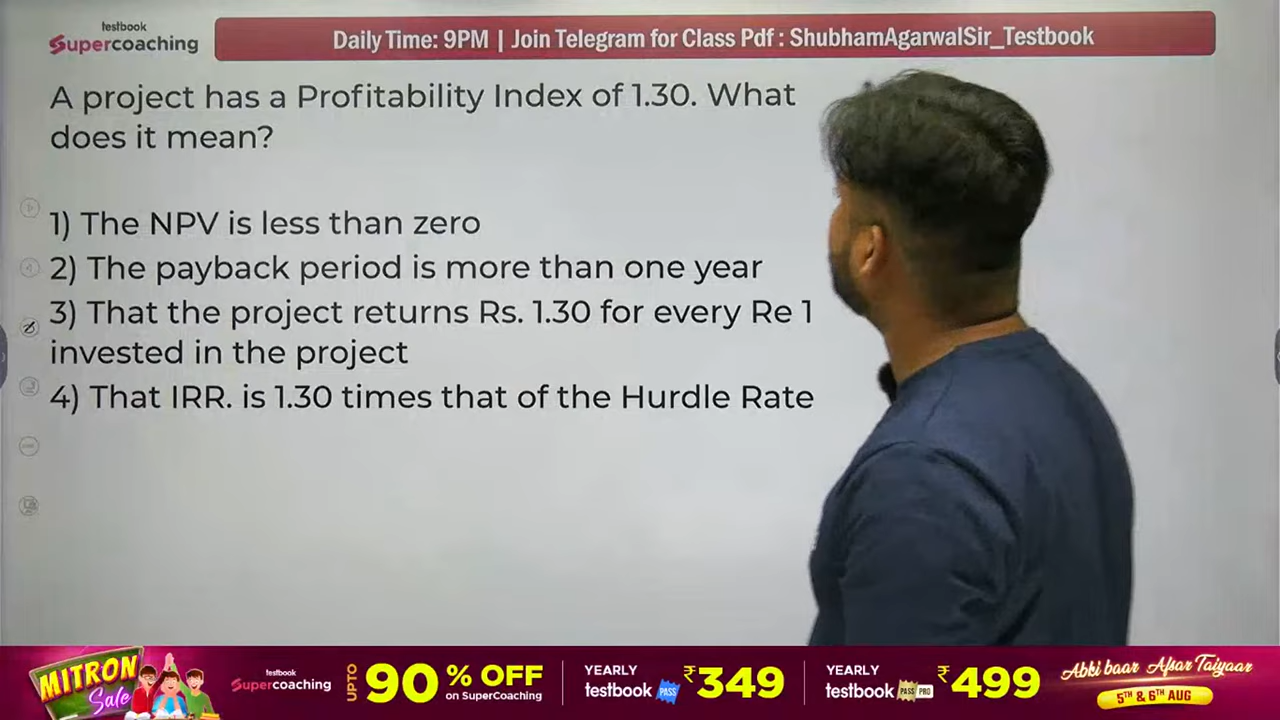 testbook
Supercoaching
Daily Time: 9PM | Join Telegram for Class Pdf : ShubhamAgarwalSir_Testbook
A project has a Profitability Index of 1.30. What
does it mean?
1) The NPV is less than zero
2) The payback period is more than one year
3) That the project returns Rs. 1.30 for every Re 1
invested in the project
4) That IRR. is 1.30 times that of the Hurdle Rate
MITRON
Sale
testbook
Supercoaching
UPTO
90 % OFF
on SuperCoaching
YEARLY
testbook PASS
₹349
YEARLY
testbook PASS PRO
₹499
Abki baar Afsar Taiyaar
5TH & 6TH AUG